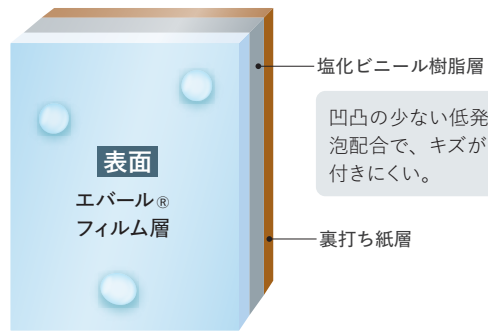 塩化ビニール樹脂層
凹凸の少ない低発
泡配合で、キズが
付きにくい。
表面
エバール®
フィルム層
裏打ち紙層